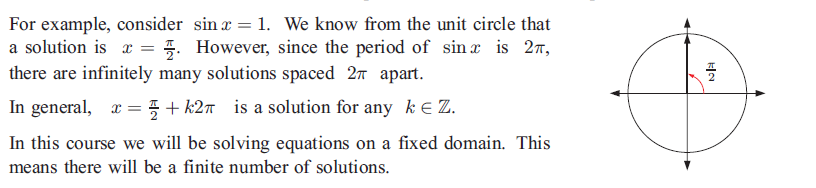 For example, consider sin x = 1. We know from the unit circle that
a solution is x = π/2. However, since the period of sin x is 2π,
there are infinitely many solutions spaced 2π apart.
In general, x = π/2 + k2π is a solution for any k ∈ ℤ.
In this course we will be solving equations on a fixed domain. This
means there will be a finite number of solutions.
π/2